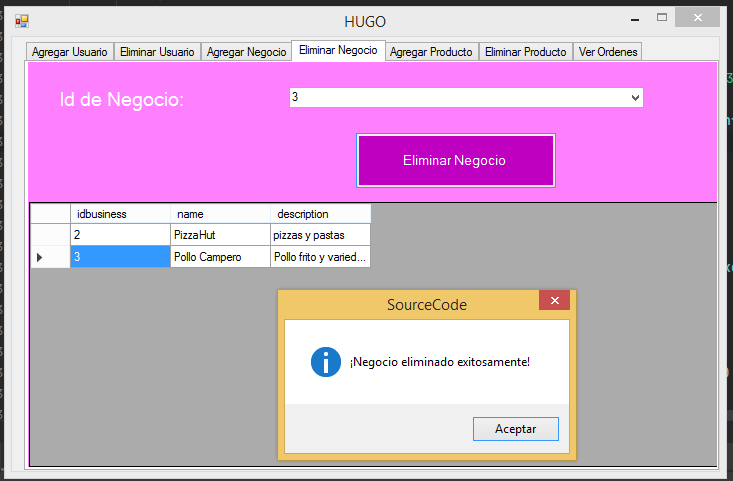 HUGO
Agregar Usuario Eliminar Usuario Agregar Negocio Eliminar Negocio Agregar Producto Eliminar Producto Ver Ordenes
Id de Negocio: 3
Eliminar Negocio
idbusiness name description
2 PizzaHut pizzas y pastas
3 Pollo Campero Pollo frito y varied...
SourceCode
¡Negocio eliminado exitosamente!
Aceptar